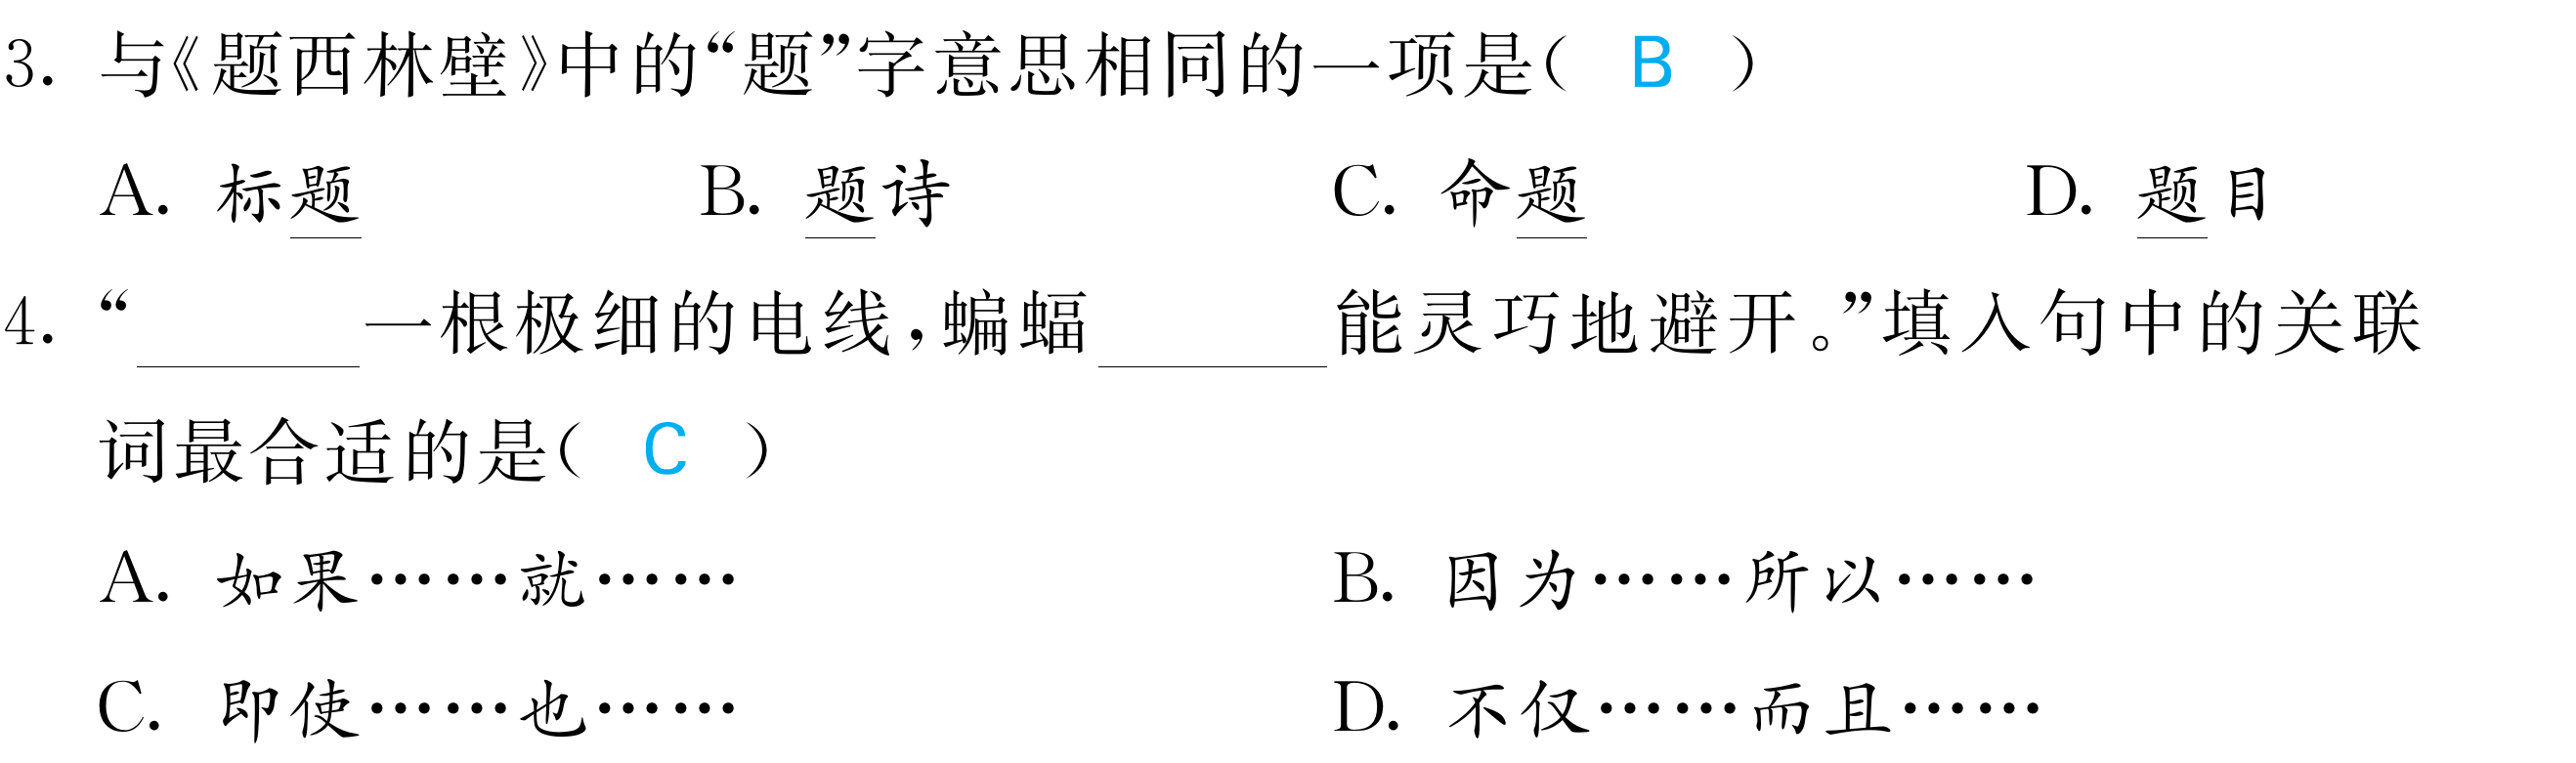 3. 与《题西林壁》中的“题”字意思相同的一项是( B )
A. 标题 B. 题诗 C. 命题 D. 题目
4. “______一根极细的电线,蝙蝠______能灵巧地避开。”填入句中的关联
词最合适的是( C )
A. 如果……就…… B. 因为……所以……
C. 即使……也…… D. 不仅……而且……